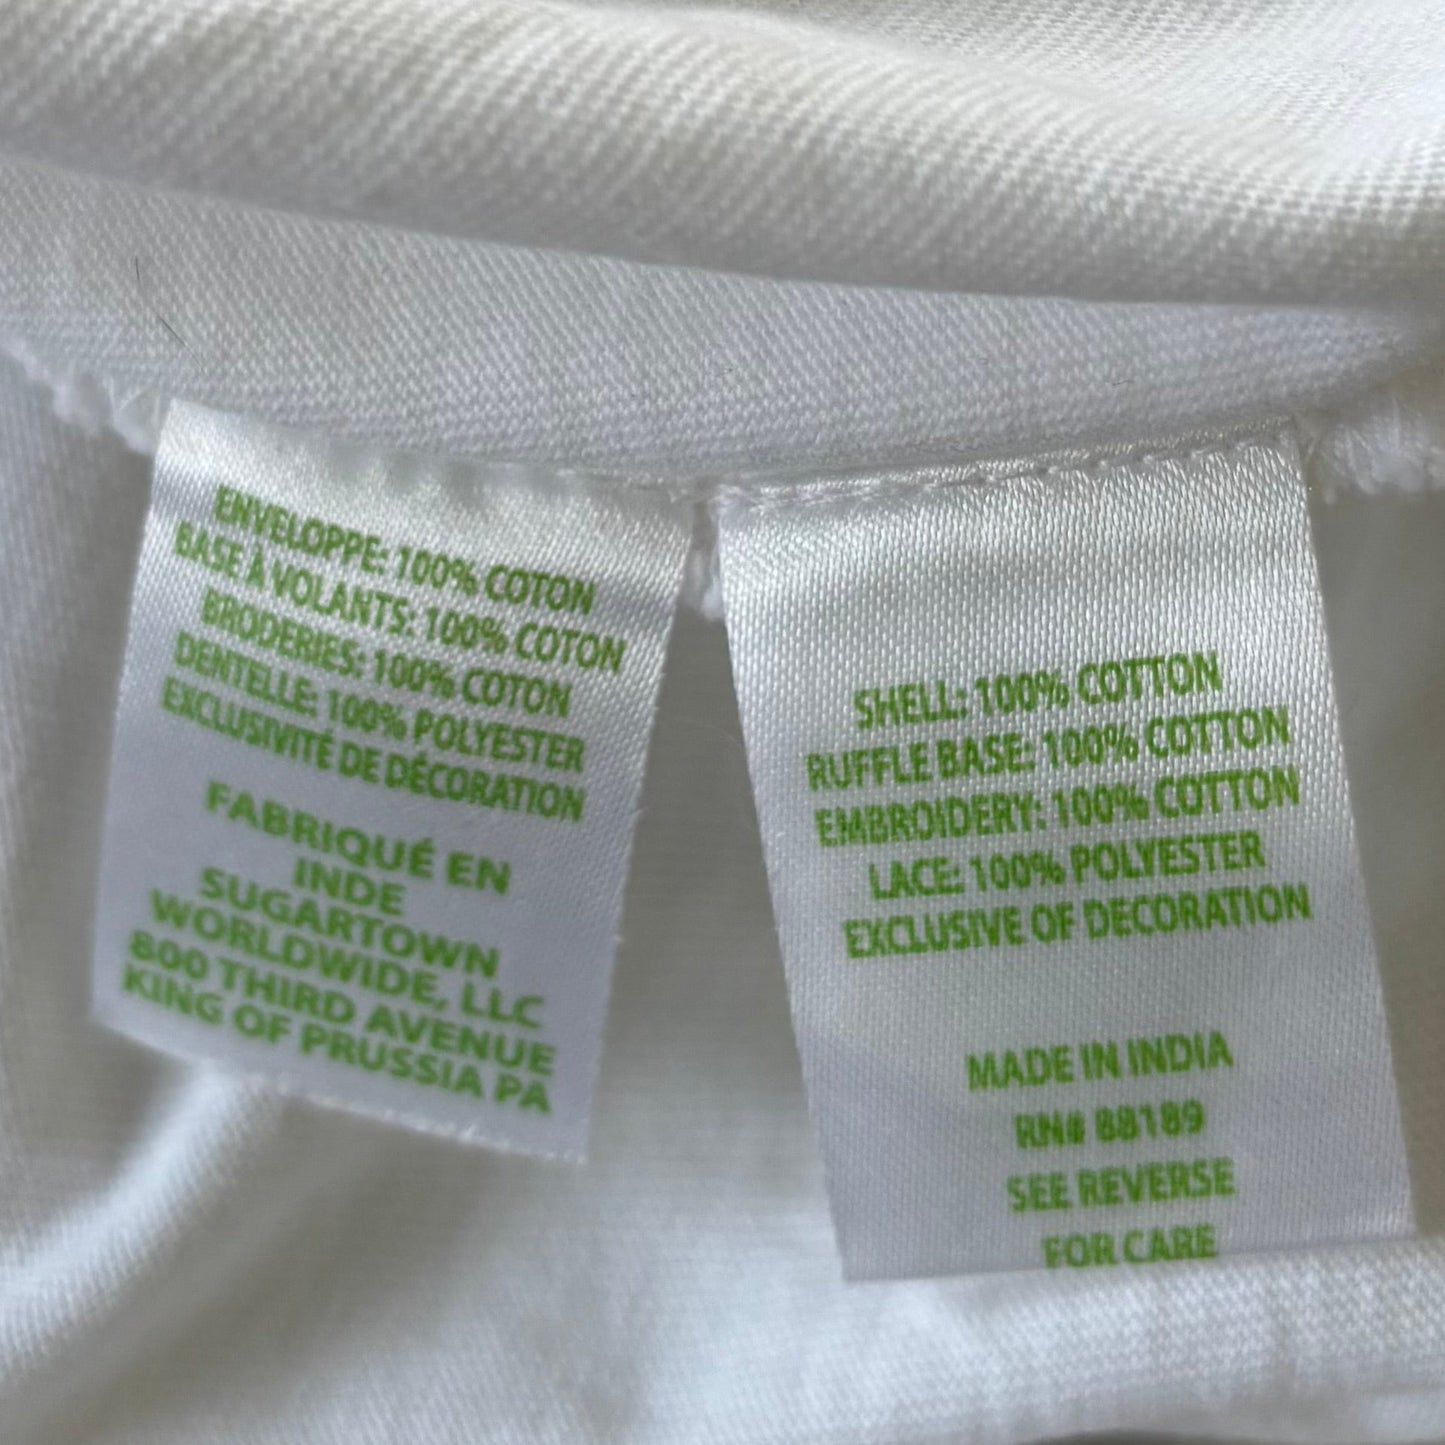 ENVELOPPE: 100% COTON
BASE À VOLANTS: 100% COTON
BRODERIES: 100% COTON
DENTELLE: 100% POLYESTER
EXCLUSIVITÉ DE DÉCORATION
FABRIQUÉ EN
INDE
SUGARTOWN
WORLDWIDE, LLC
800 THIRD AVENUE
KING OF PRUSSIA PA
SHELL: 100% COTTON
RUFFLE BASE: 100% COTTON
EMBROIDERY: 100% COTTON
LACE: 100% POLYESTER
EXCLUSIVE OF DECORATION
MADE IN INDIA
RN# 88189
SEE REVERSE
FOR CARE